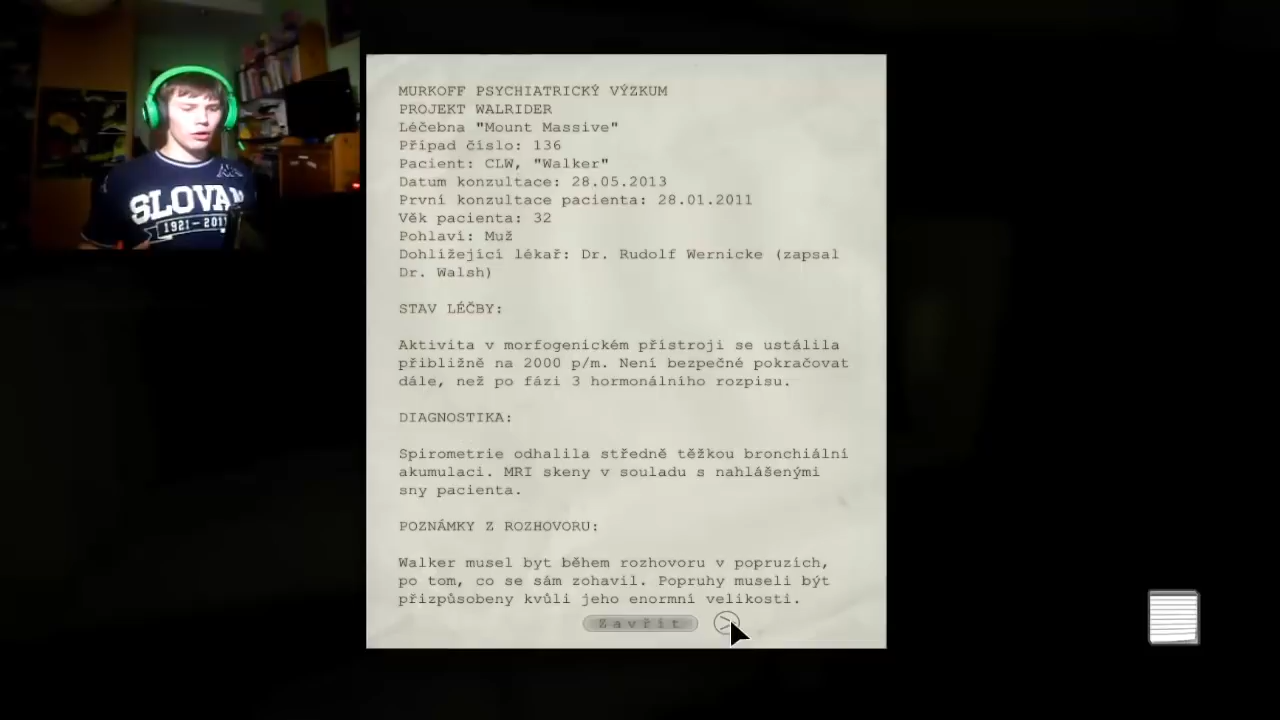 SLOVAN
1921-2011
MURKOFF PSYCHIATRICKÝ VÝZKUM
PROJEKT WALRIDER
Léčebna "Mount Massive"
Případ číslo: 136
Pacient: CLW, "Walker"
Datum konzultace: 28.05.2013
První konzultace pacienta: 28.01.2011
Věk pacienta: 32
Pohlaví: Muž
Dohlížející lékař: Dr. Rudolf Wernicke (zapsal
Dr. Walsh)
STAV LÉČBY:
Aktivita v morfogenickém přístroji se ustálila
přibližně na 2000 p/m. Není bezpečné pokračovat
dále, než po fázi 3 hormonálního rozpisu.
DIAGNOSTIKA:
Spirometrie odhalila středně těžkou bronchiální
akumulaci. MRI skeny v souladu s nahlášenými
sny pacienta.
POZNÁMKY Z ROZHOVORU:
Walker musel byt během rozhovoru v popruzích,
po tom, co se sám zohavil. Popruhy museli být
přizpůsobeny kvůli jeho enormní velikosti.
Zavřít